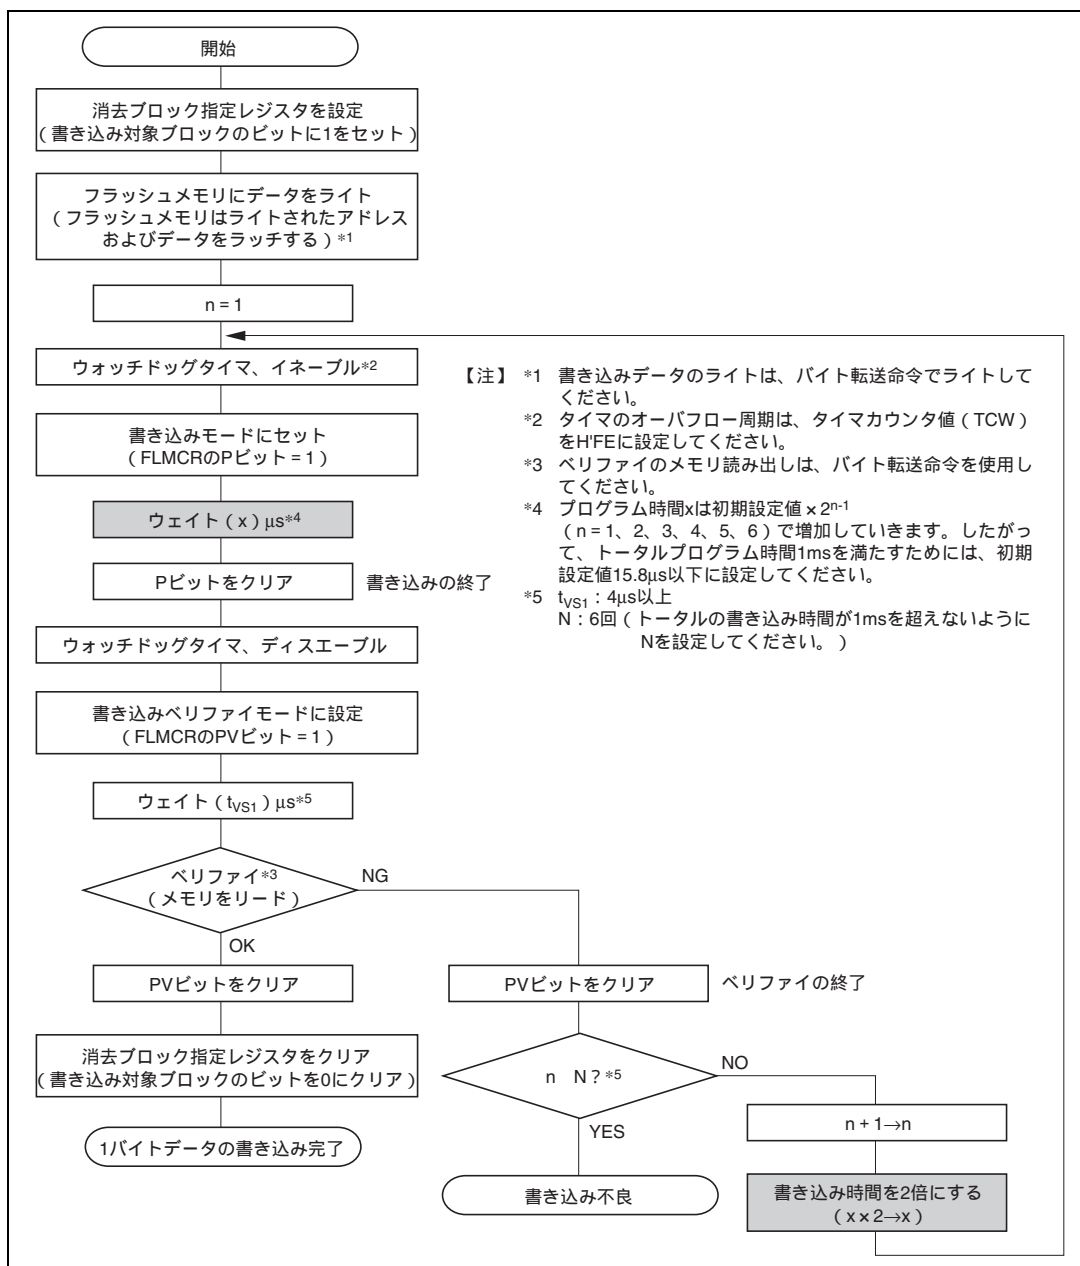 開始
消去ブロック指定レジスタを設定
（書き込み対象ブロックのビットに1をセット）
フラッシュメモリにデータをライト
（フラッシュメモリはライトされたアドレス
およびデータをラッチする）*1
n = 1
ウォッチドッグタイマ、イネーブル*2
書き込みモードにセット
（FLMCRのPビット = 1）
ウェイト（x）μs*4
Pビットをクリア 書き込みの終了
ウォッチドッグタイマ、ディスエーブル
書き込みベリファイモードに設定
（FLMCRのPVビット = 1）
ウェイト（tVS1）μs*5
ベリファイ*3
（メモリをリード）
NG
OK
PVビットをクリア
消去ブロック指定レジスタをクリア
（書き込み対象ブロックのビットを0にクリア）
1バイトデータの書き込み完了
PVビットをクリア ベリファイの終了
n N？*5
NO
YES
書き込み不良
n + 1→n
書き込み時間を2倍にする
（x × 2→x）
【注】 *1 書き込みデータのライトは、バイト転送命令でライトして
ください。
*2 タイマのオーバフロー周期は、タイマカウンタ値（TCW）
をH'FEに設定してください。
*3 ベリファイのメモリ読み出しは、バイト転送命令を使用し
てください。
*4 プログラム時間xは初期設定値 × 2n-1
（n = 1、2、3、4、5、6）で増加していきます。したがっ
て、トータルプログラム時間1msを満たすためには、初期
設定値15.8μs以下に設定してください。
*5 tVS1：4μs以上
N：6回（トータルの書き込み時間が1msを超えないように
Nを設定してください。）